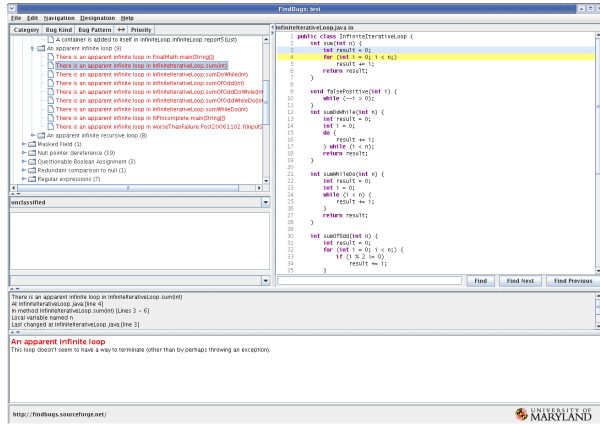 FindBugs: test
File Edit Navigation Designation Help
Category Bug Kind Bug Pattern ↔ Priority
A container is added to itself in InfiniteLoop.InfiniteLoop.report5(List)
An apparent infinite loop (9)
There is an apparent infinite loop in FloatMath.main(String[])
There is an apparent infinite loop in InfiniteIterativeLoop.sum(int)
There is an apparent infinite loop in InfiniteIterativeLoop.sumDoWhile(int)
There is an apparent infinite loop in InfiniteIterativeLoop.sumOfOdd(int)
There is an apparent infinite loop in InfiniteIterativeLoop.sumOfOddDoWhile(int)
There is an apparent infinite loop in InfiniteIterativeLoop.sumOfOddWhileDo(int)
There is an apparent infinite loop in InfiniteIterativeLoop.sumWhileDo(int)
There is an apparent infinite loop in NPIncomplete.main(String[])
There is an apparent infinite loop in worseThanFailure.Post20061102.f(InputS
An apparent infinite recursive loop (8)
Masked Field (1)
Null pointer dereference (39)
Questionable Boolean Assignment (3)
Redundant comparison to null (1)
Regular expressions (7)
unclassified
InfiniteIterativeLoop.java in
1 public class InfiniteIterativeLoop {
2 int sum(int n) {
3 int result = 0;
4 for (int i = 0; i < n;)
5 result += i;
6 return result;
7 }
8
9 void falsePositive(int i) {
10 while (--i > 0);
11 }
12 int sumDoWhile(int n) {
13 int result = 0;
14 int i = 0;
15 do {
16 result += i;
17 } while (i < n);
18 return result;
19 }
20
21 int sumWhileDo(int n) {
22 int result = 0;
23 int i = 0;
24 while (i < n) {
25 result += i;
26 }
27 return result;
28 }
29
30 int sumOfOdd(int n) {
31 int result = 0;
32 for (int i = 0; i < n;) {
33 if (i % 2 != 0)
34 result += i;
35 }
Find Find Next Find Previous
There is an apparent infinite loop in InfiniteIterativeLoop.sum(int)
At InfiniteIterativeLoop.java:[line 4]
In method InfiniteIterativeLoop.sum(int) [Lines 3 - 6]
Local variable named n
Last changed at InfiniteIterativeLoop.java:[line 3]
An apparent infinite loop
This loop doesn't seem to have a way to terminate (other than by perhaps throwing an exception).
http://findbugs.sourceforge.net/
UNIVERSITY OF
MARYLAND